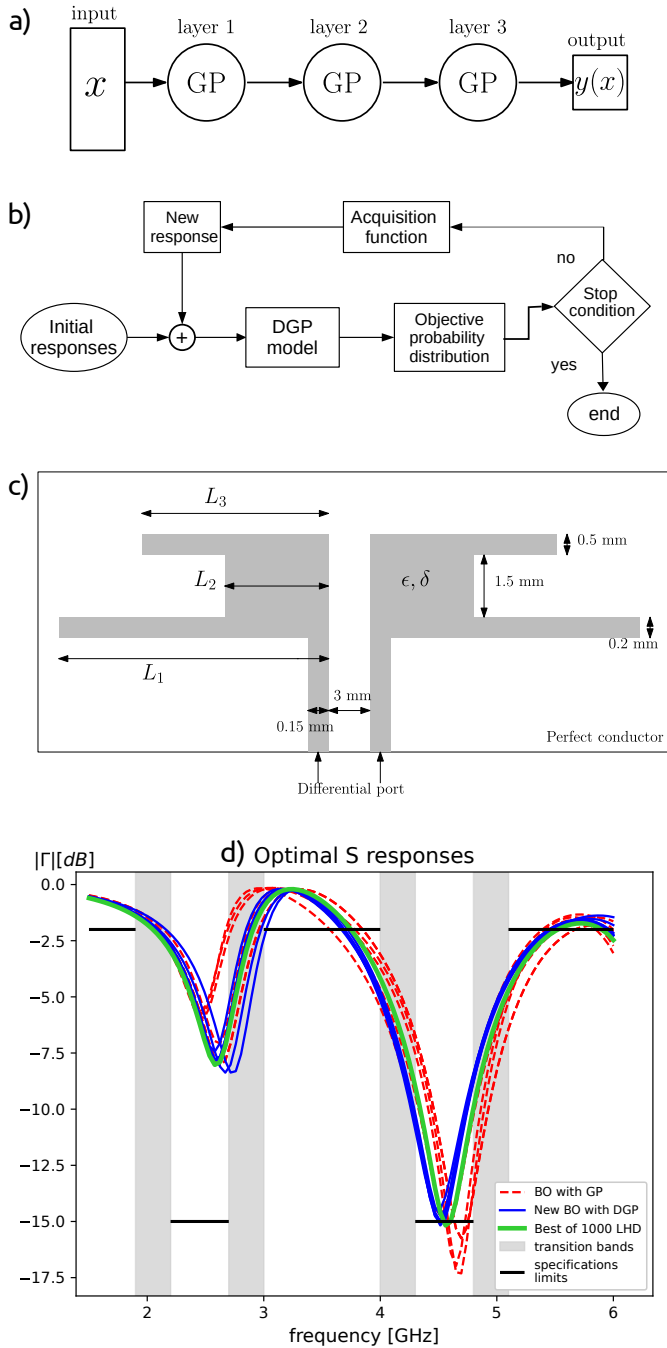 a)
input
layer 1
layer 2
layer 3
output
x
GP
GP
GP
y(x)
b)
New
response
Acquisition
function
no
Stop
condition
Initial
responses
+
DGP
model
Objective
probability
distribution
yes
end
c)
L3
0.5 mm
L2
ϵ, δ
1.5 mm
0.2 mm
L1
3 mm
0.15 mm
Perfect conductor
Differential port
d) Optimal S responses
|Γ|[dB]
0.0
−2.5
−5.0
−7.5
−10.0
−12.5
−15.0
−17.5
BO with GP
New BO with DGP
Best of 1000 LHD
transition bands
specifications
limits
2 3 4 5 6
frequency [GHz]